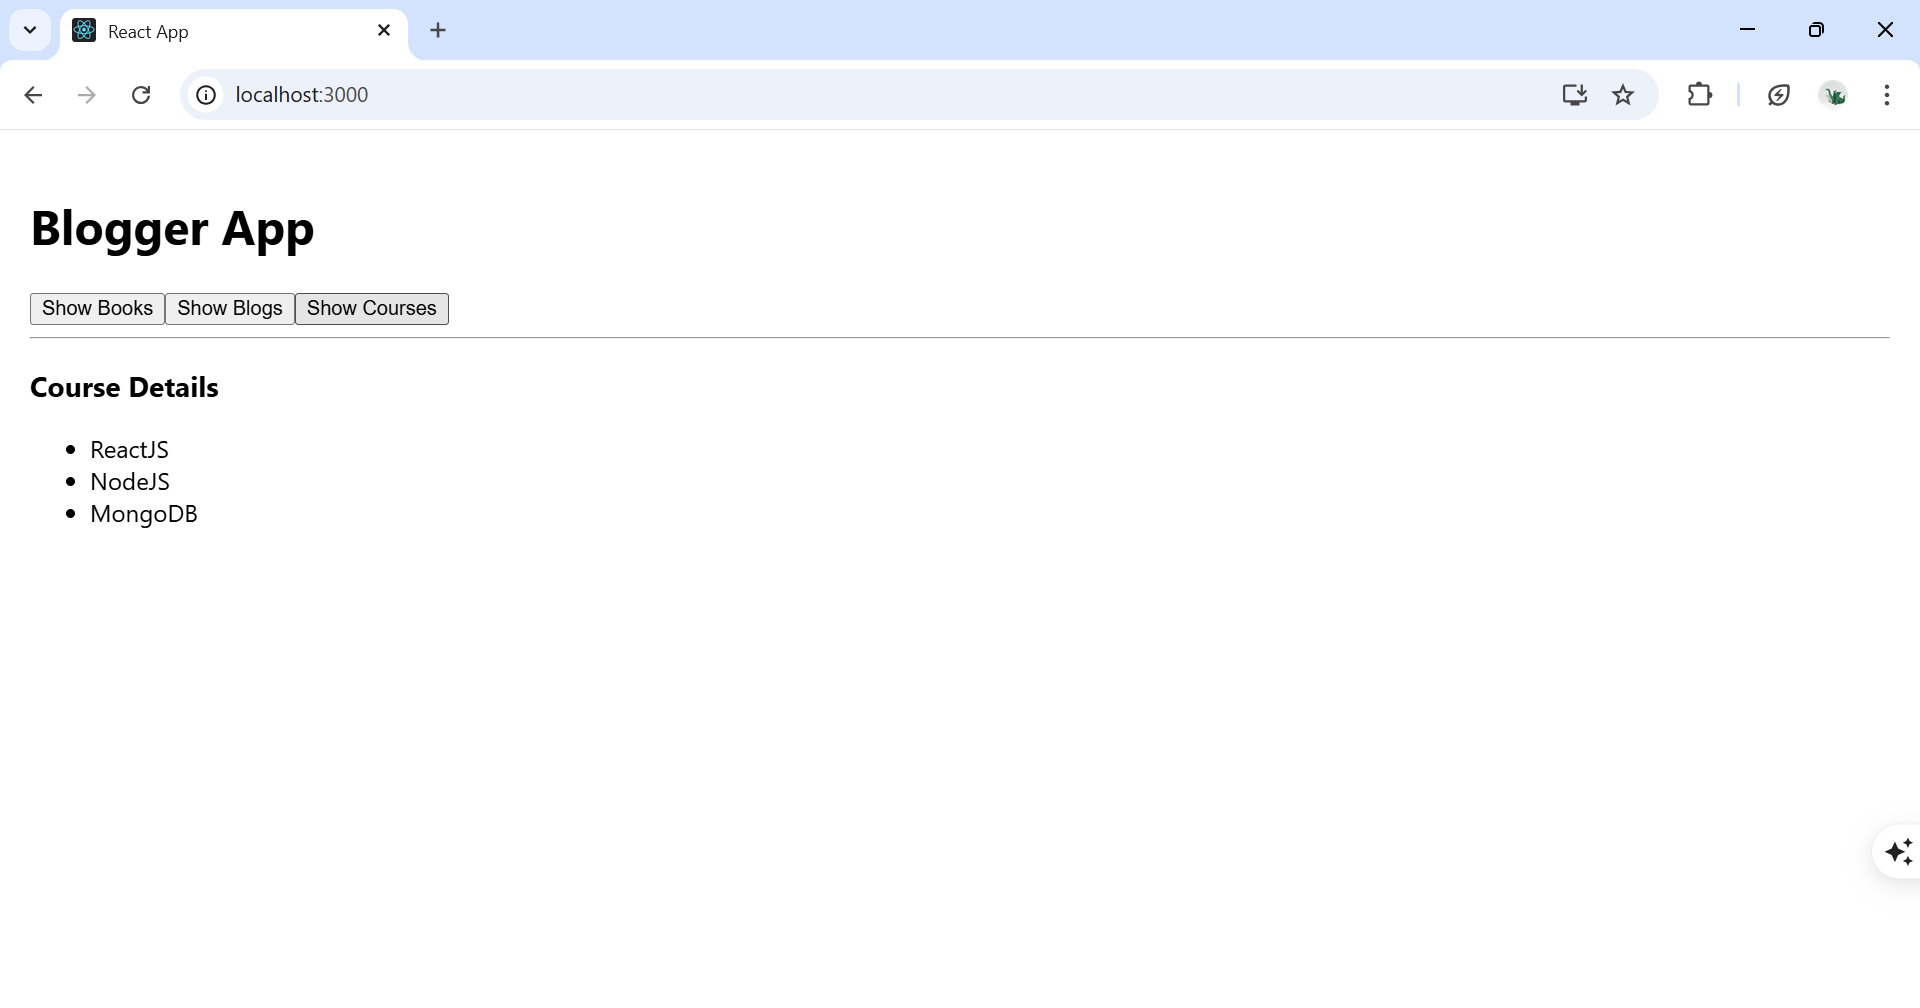 React App
localhost:3000
Blogger App
Show Books Show Blogs Show Courses
Course Details
ReactJS
NodeJS
MongoDB